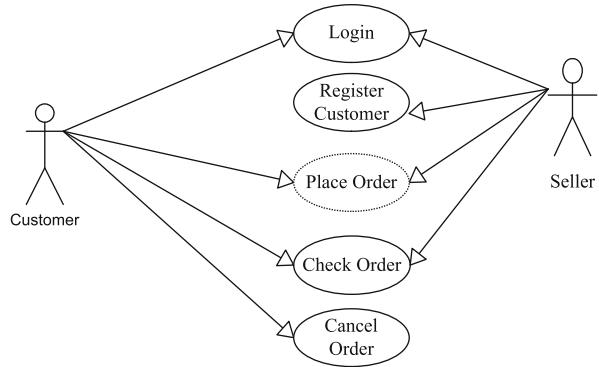 Login
Register
Customer
Place Order
Seller
Customer
Check Order
Cancel
Order